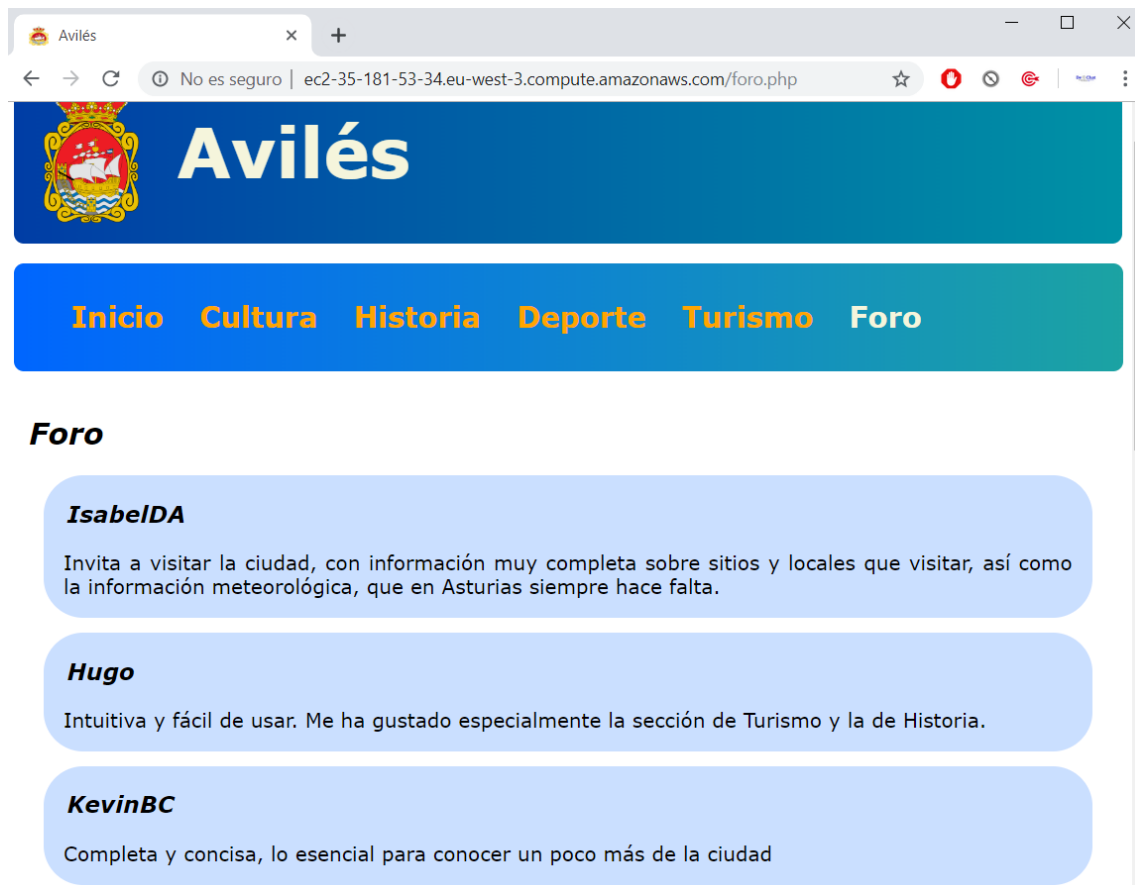 Avilés
No es seguro | ec2-35-181-53-34.eu-west-3.compute.amazonaws.com/foro.php
Avilés
Inicio Cultura Historia Deporte Turismo Foro
Foro
IsabelDA
Invita a visitar la ciudad, con información muy completa sobre sitios y locales que visitar, así como
la información meteorológica, que en Asturias siempre hace falta.
Hugo
Intuitiva y fácil de usar. Me ha gustado especialmente la sección de Turismo y la de Historia.
KevinBC
Completa y concisa, lo esencial para conocer un poco más de la ciudad